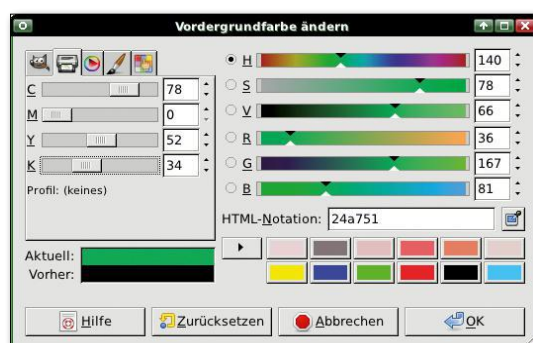 Vordergrundfarbe ändern
C 78
M 0
Y 52
K 34
Profil: (keines)
Aktuell:
Vorher:
H 140
S 78
V 66
R 36
G 167
B 81
HTML-Notation: 24a751
Hilfe
Zurücksetzen
Abbrechen
OK